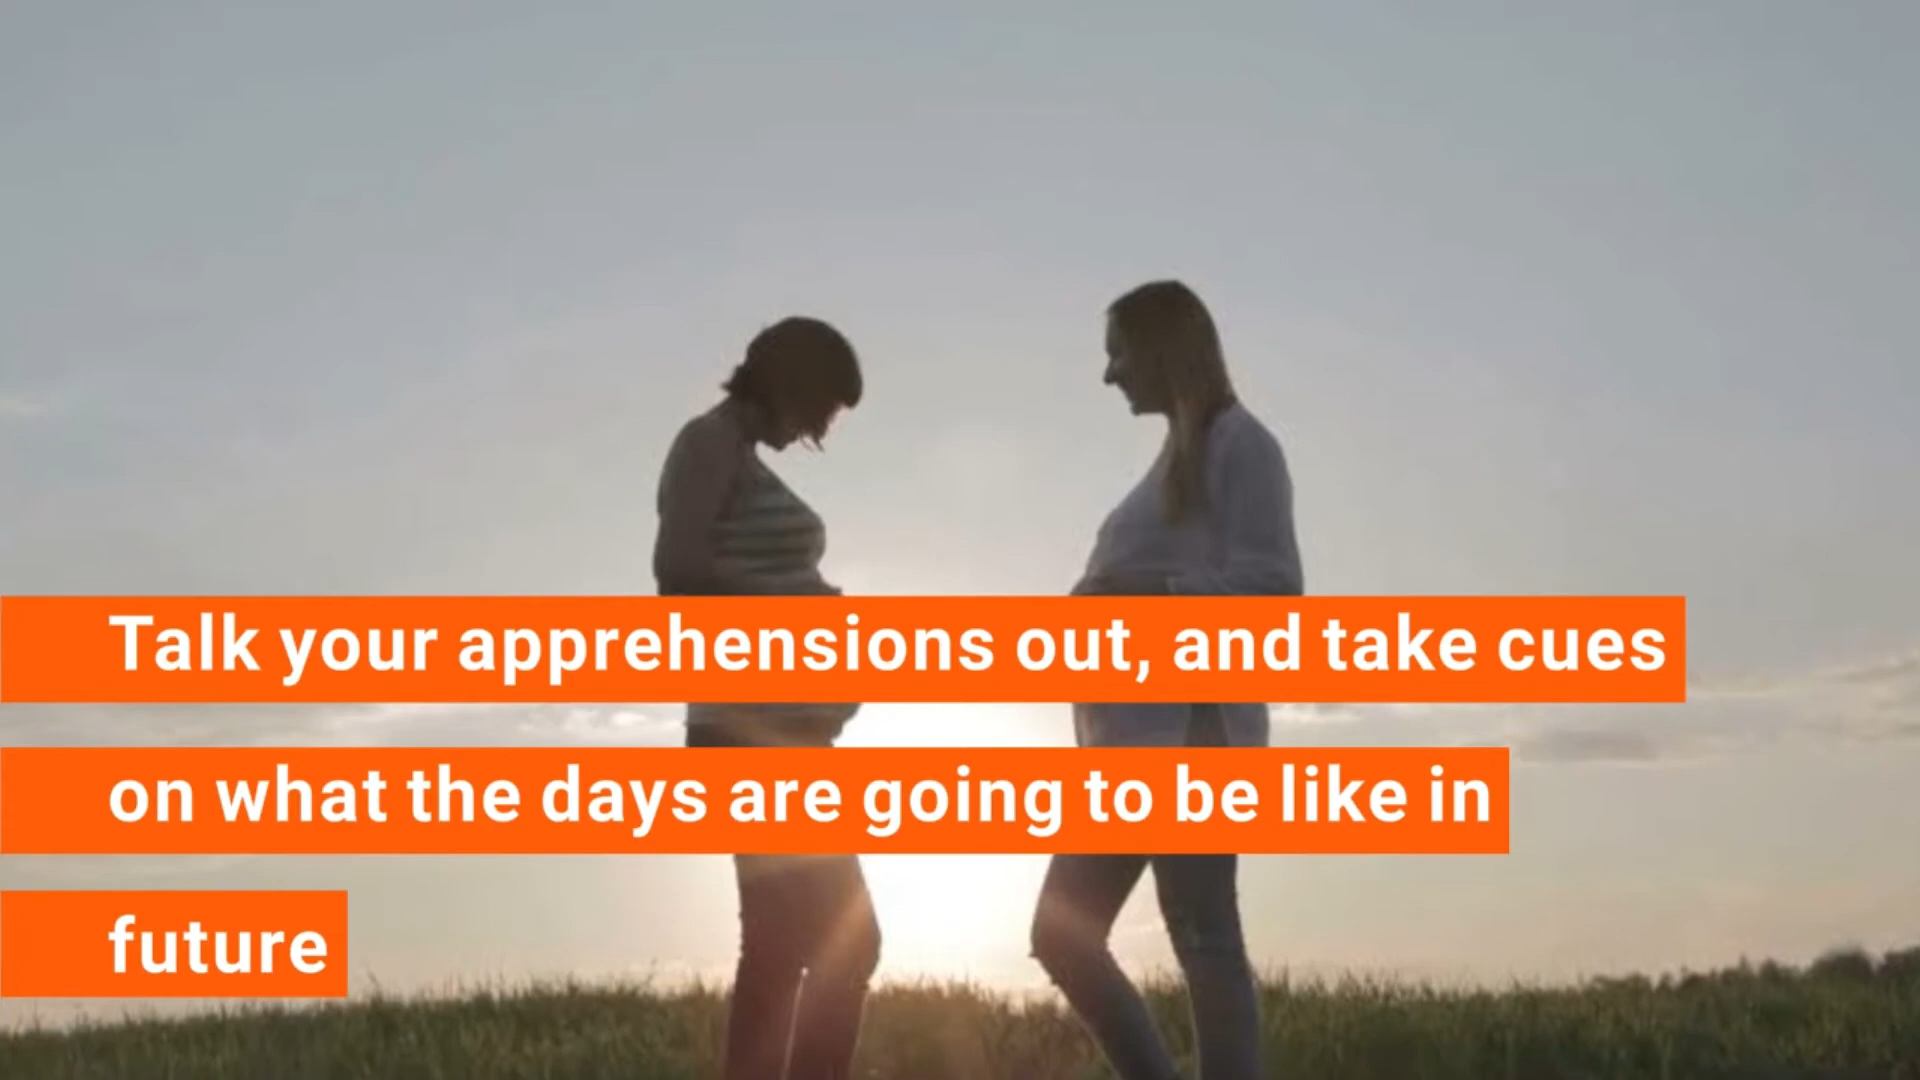 Talk your apprehensions out, and take cues
on what the days are going to be like in
future